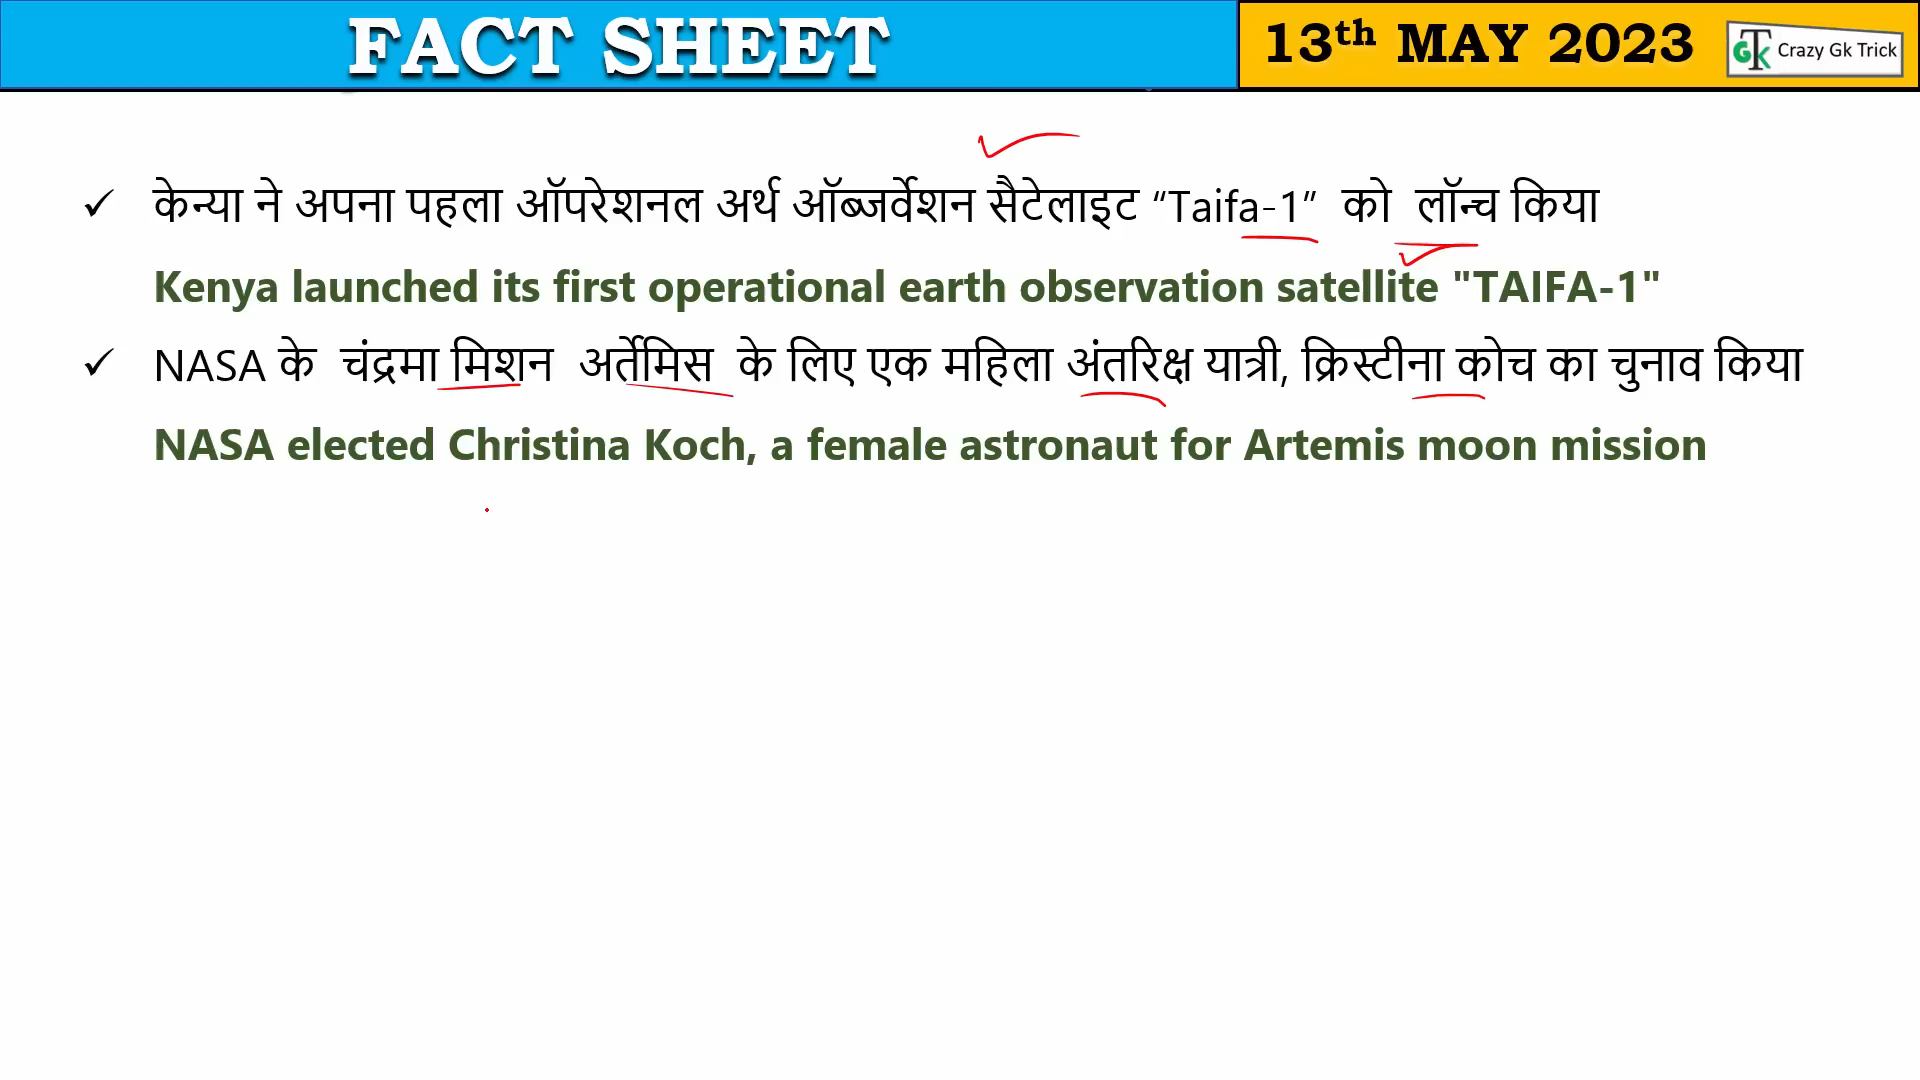 FACT SHEET
13th MAY 2023
GTK Crazy Gk Trick
✓ केन्या ने अपना पहला ऑपरेशनल अर्थ ऑब्जर्वेशन सैटेलाइट “Taifa-1” को लॉन्च किया
Kenya launched its first operational earth observation satellite "TAIFA-1"
✓ NASA के चंद्रमा मिशन अर्तेमिस के लिए एक महिला अंतरिक्ष यात्री, क्रिस्टीना कोच का चुनाव किया
NASA elected Christina Koch, a female astronaut for Artemis moon mission